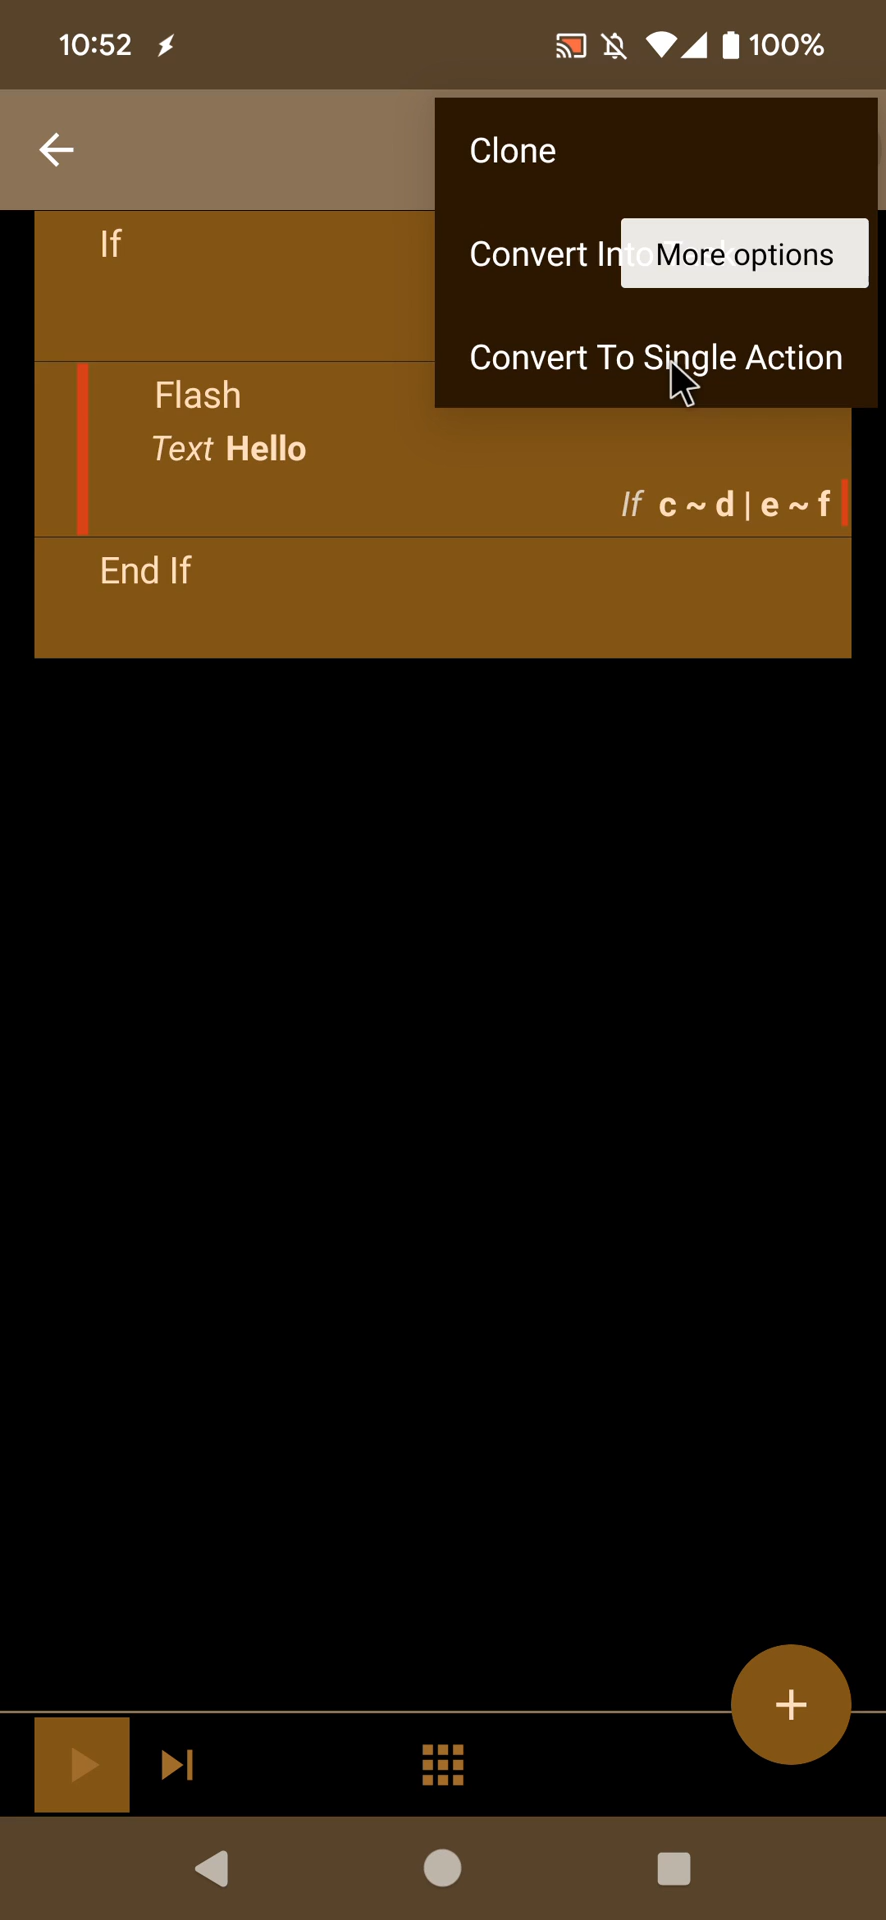 10:52
100%
Clone
Convert Into
More options
Convert To Single Action
If
Flash
Text Hello
If c ~ d | e ~ f
End If